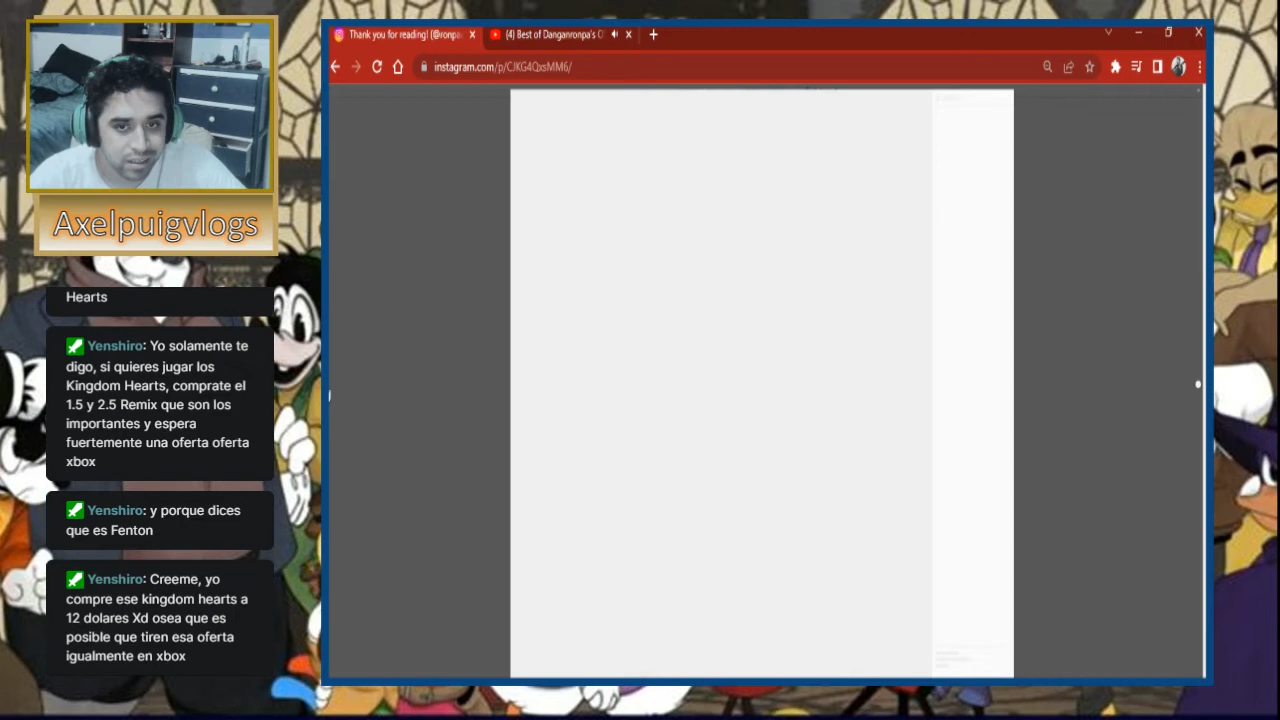 Thank you for reading! (@ronpa
(4) Best of Danganronpa's C
instagram.com/p/CJKG4QxsMM6/
Axelpuigvlogs
Hearts
Yenshiro: Yo solamente te
digo, si quieres jugar los
Kingdom Hearts, comprate el
1.5 y 2.5 Remix que son los
importantes y espera
fuertemente una oferta oferta
xbox
Yenshiro: y porque dices
que es Fenton
Yenshiro: Creeme, yo
compre ese kingdom hearts a
12 dolares Xd osea que es
posible que tiren esa oferta
igualmente en xbox